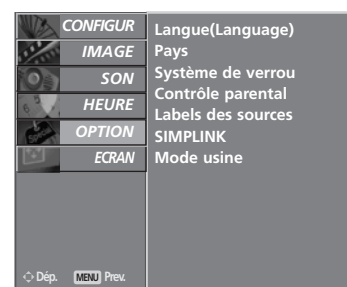 CONFIGUR
IMAGE
SON
HEURE
OPTION
ECRAN
Langue(Language)
Pays
Système de verrou
Contrôle parental
Labels des sources
SIMPLINK
Mode usine
Dép. MENU Prev.